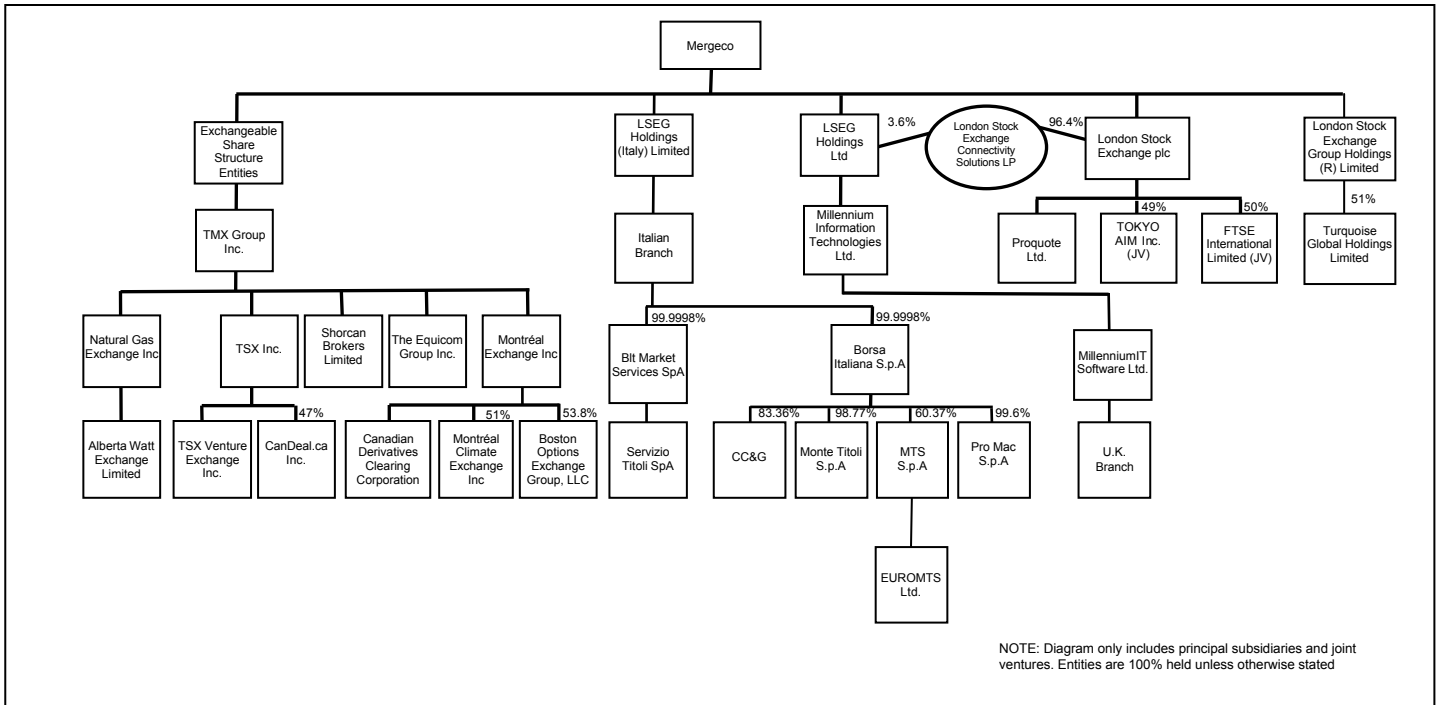 Mergeco
Exchangeable
Share
Structure
Entities
LSEG
Holdings
(Italy) Limited
LSEG
Holdings
Ltd
3.6%
London Stock
Exchange
Connectivity
Solutions LP
96.4%
London Stock
Exchange plc
London Stock
Exchange
Group Holdings
(R) Limited
TMX Group
Inc.
Italian
Branch
Millennium
Information
Technologies
Ltd.
Proquote
Ltd.
49%
TOKYO
AIM Inc.
(JV)
50%
FTSE
International
Limited (JV)
51%
Turquoise
Global Holdings
Limited
Natural Gas
Exchange Inc
TSX Inc.
Shorcan
Brokers
Limited
The Equicom
Group Inc.
Montréal
Exchange Inc
99.9998%
BIt Market
Services SpA
99.9998%
Borsa
Italiana S.p.A
MillenniumIT
Software Ltd.
Alberta Watt
Exchange
Limited
TSX Venture
Exchange
Inc.
47%
CanDeal.ca
Inc.
Canadian
Derivatives
Clearing
Corporation
51%
Montréal
Climate
Exchange
Inc
53.8%
Boston
Options
Exchange
Group, LLC
Servizio
Titoli SpA
83.36%
CC&G
98.77%
Monte Titoli
S.p.A
60.37%
MTS
S.p.A
99.6%
Pro Mac
S.p.A
U.K.
Branch
EUROMTS
Ltd.
NOTE: Diagram only includes principal subsidiaries and joint
ventures. Entities are 100% held unless otherwise stated